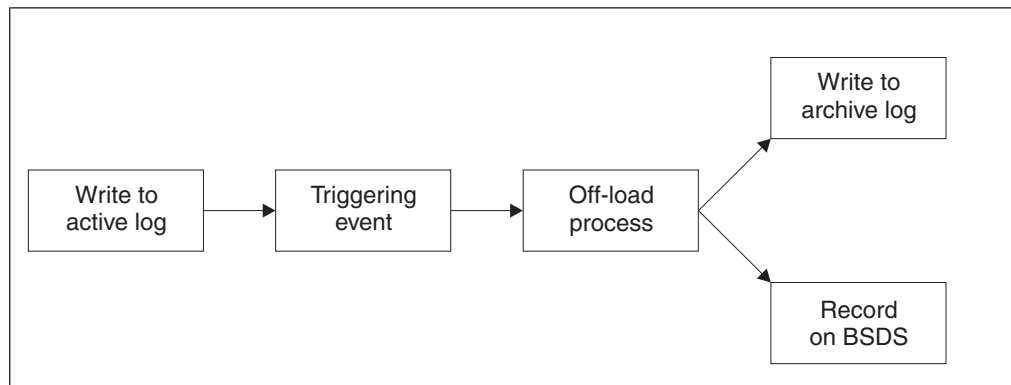 Write to
active log
Triggering
event
Off-load
process
Write to
archive log
Record
on BSDS